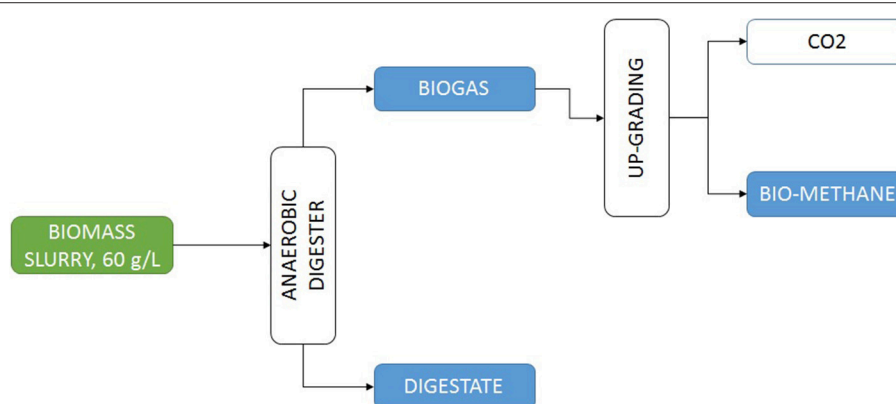 BIOMASS
SLURRY, 60 g/L
ANAEROBIC
DIGESTER
BIOGAS
DIGESTATE
UP-GRADING
CO2
BIO-METHANE